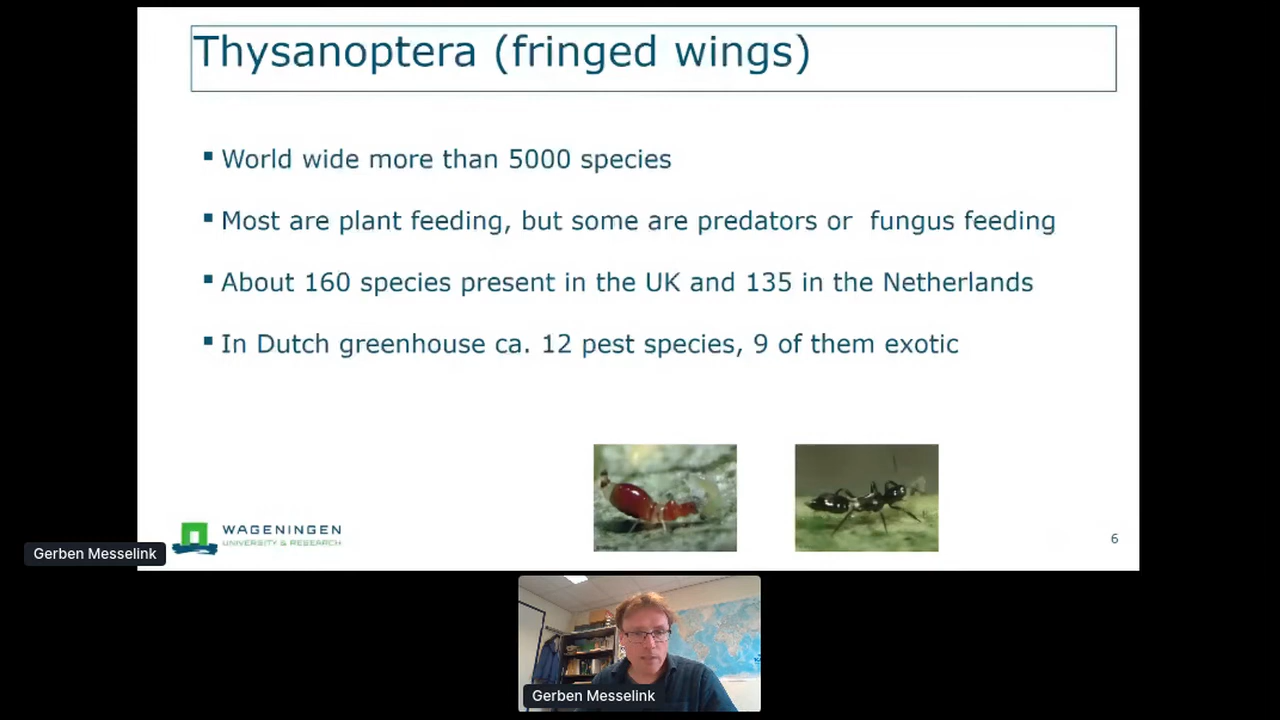 Thysanoptera (fringed wings)
▪ World wide more than 5000 species
▪ Most are plant feeding, but some are predators or  fungus feeding
▪ About 160 species present in the UK and 135 in the Netherlands
▪ In Dutch greenhouse ca. 12 pest species, 9 of them exotic
WAGENINGEN
UNIVERSITY & RESEARCH
6
Gerben Messelink
Gerben Messelink